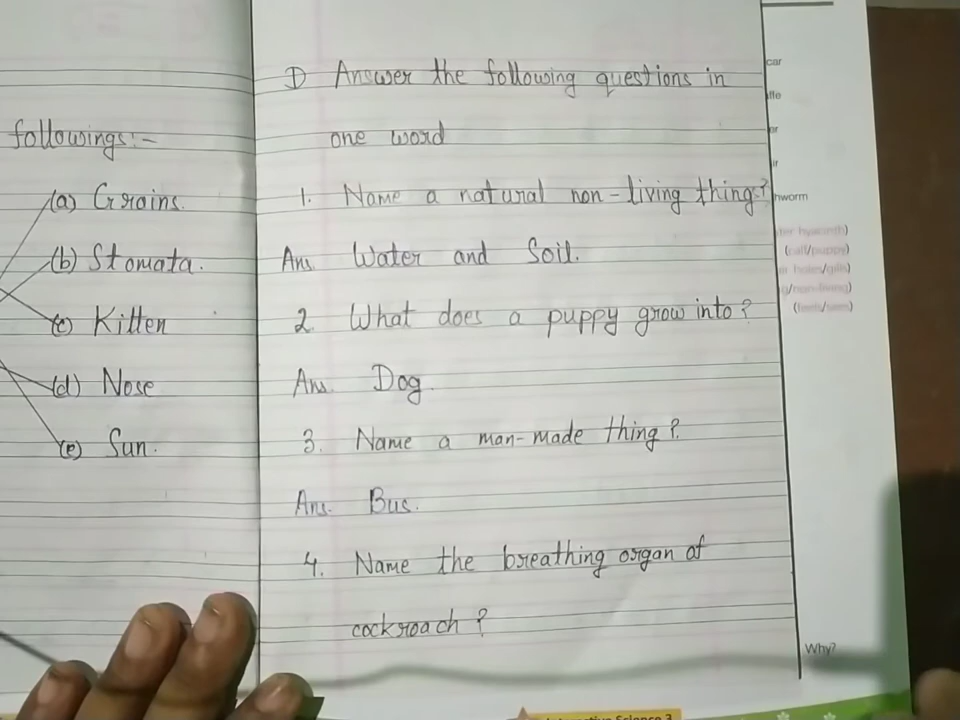 followings:-
(a) Grains.
(b) Stomata.
(c) Kitten
(d) Nose
(e) Sun.
D Answer the following questions in
one word
1. Name a natural non-living thing?
Ans. Water and Soil.
2. What does a puppy grow into?
Ans. Dog.
3. Name a man-made thing?
Ans. Bus.
4. Name the breathing organ of
cockroach?
car
hworm
(calf/puppy)
Why?